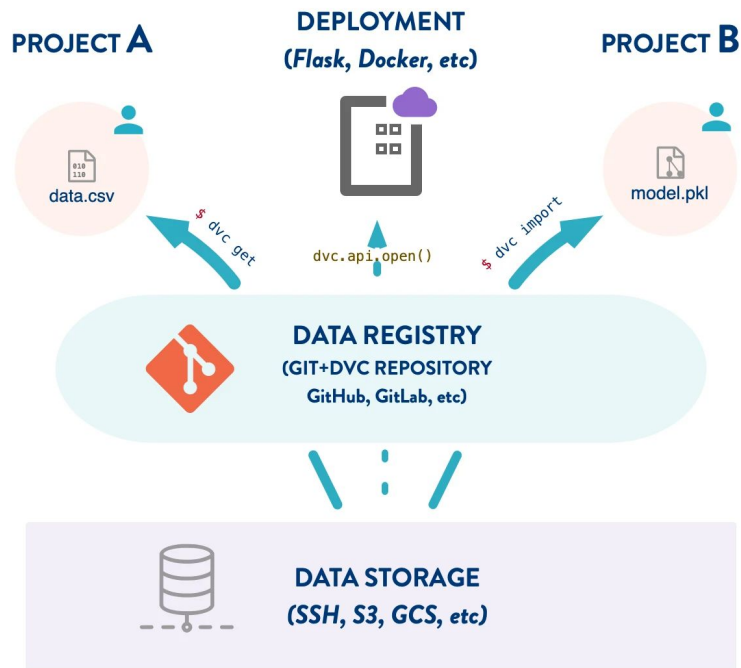 PROJECT A
DEPLOYMENT
(Flask, Docker, etc)
PROJECT B
010
110
data.csv
model.pkl
$ dvc get
dvc.api.open()
$ dvc import
DATA REGISTRY
(GIT+DVC REPOSITORY
GitHub, GitLab, etc)
DATA STORAGE
(SSH, S3, GCS, etc)